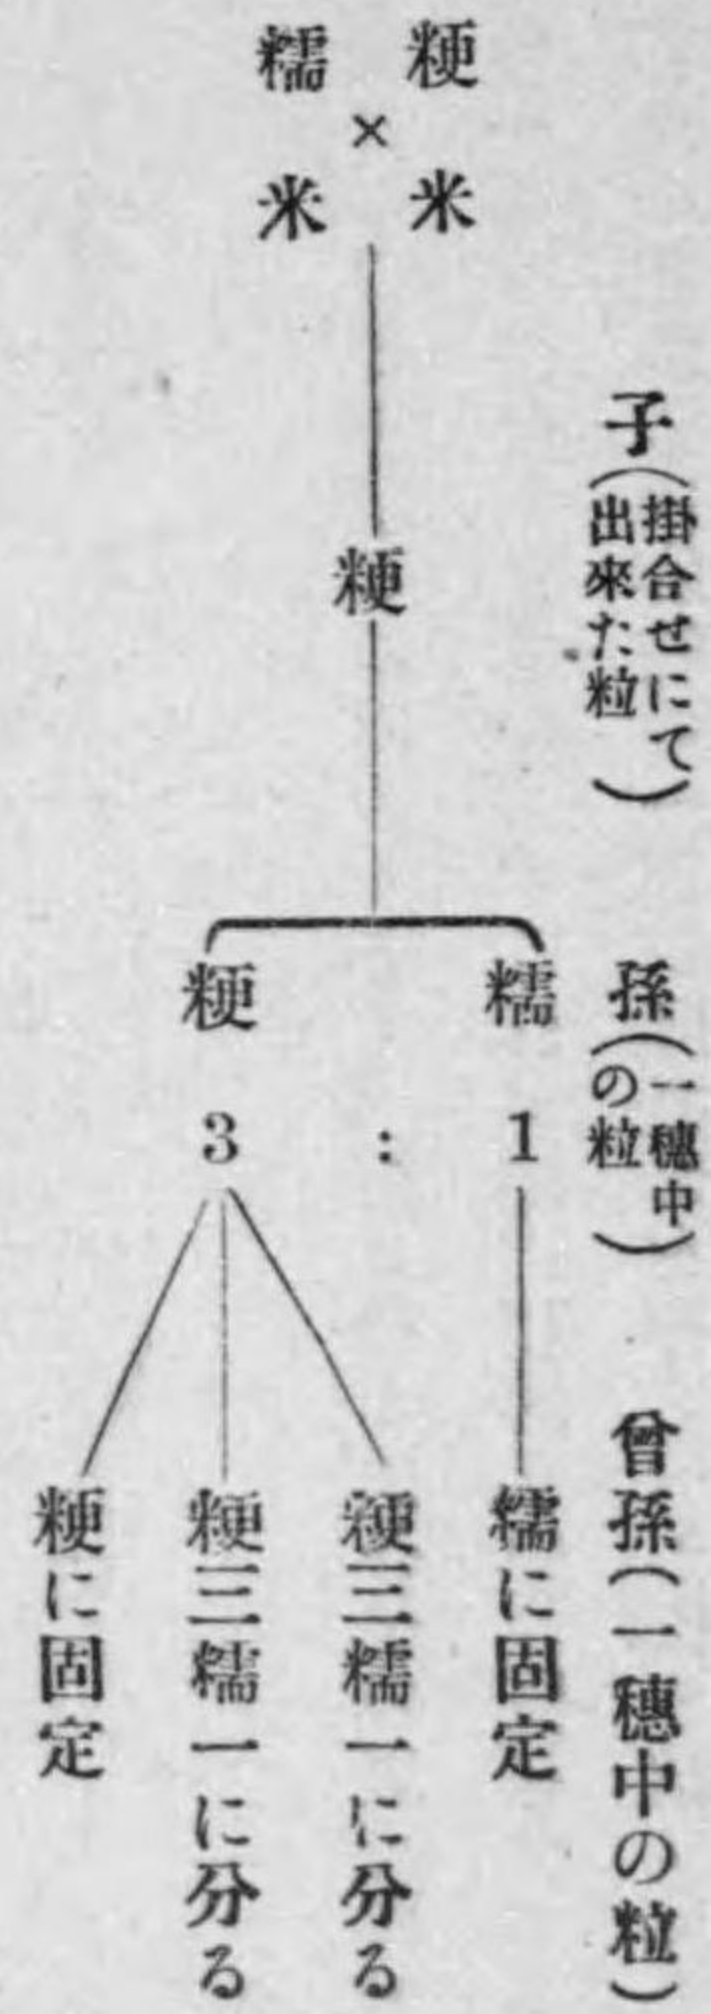 粳米
×
糯米
子(掛合せにて出來た粒)
粳
孫(一穗中の粒)
糯 1
:
粳 3
曾孫(一穗中の粒)
糯に固定
粳三糯一に分る
粳三糯一に分る
粳に固定